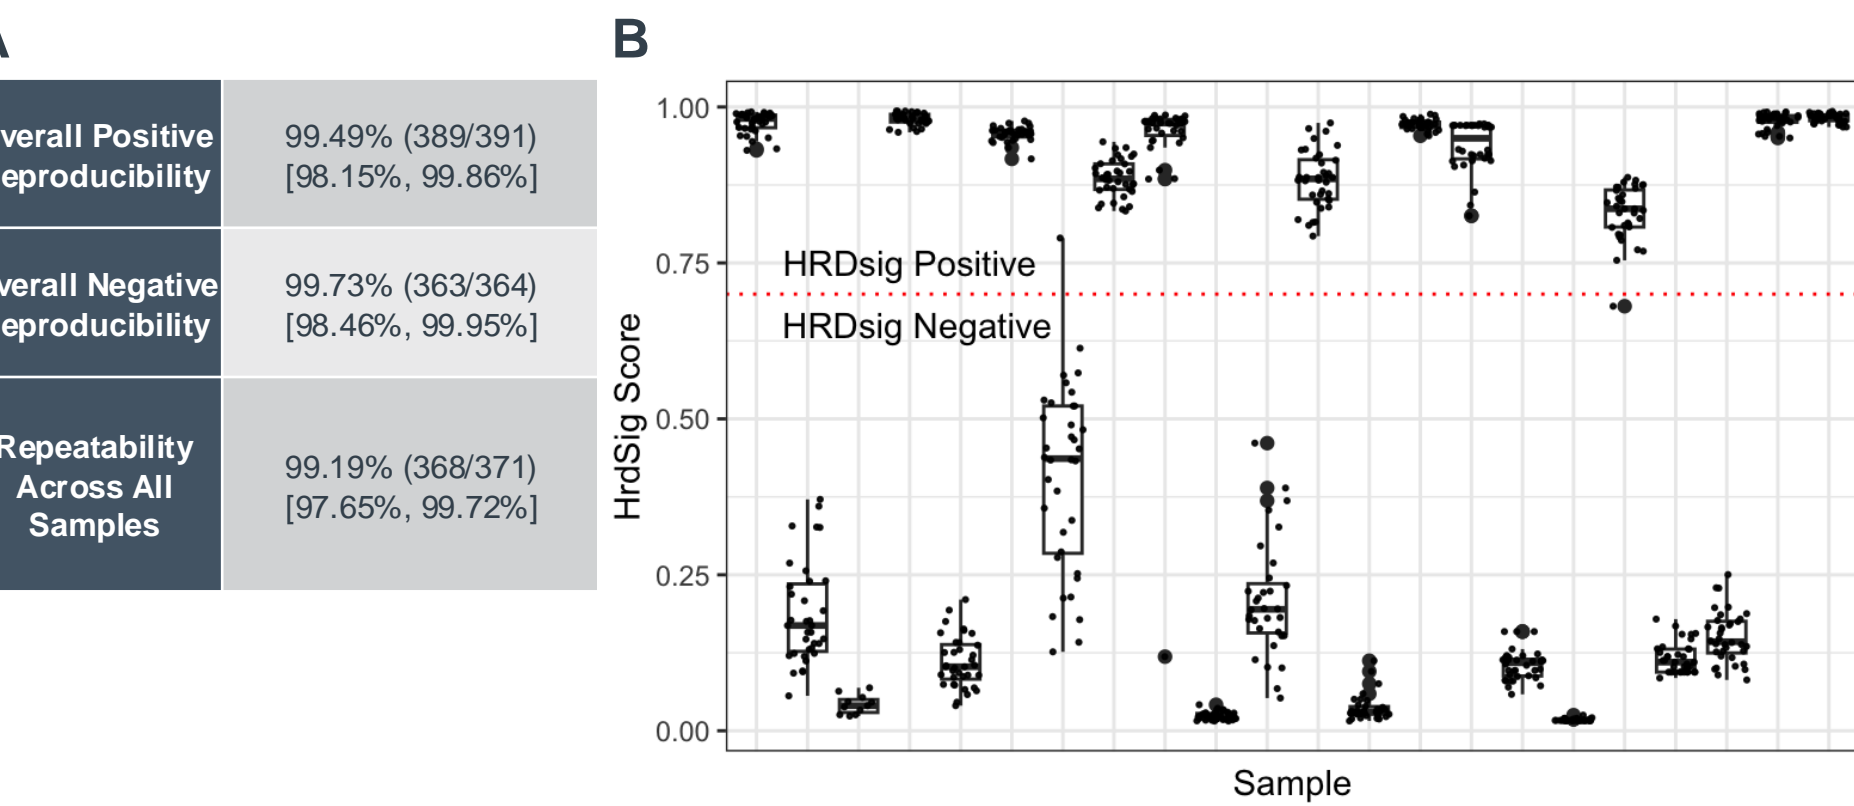 A
B
verall Positive
eproducibility
99.49% (389/391)
[98.15%, 99.86%]
verall Negative
eproducibility
99.73% (363/364)
[98.46%, 99.95%]
Repeatability
Across All
Samples
99.19% (368/371)
[97.65%, 99.72%]
HrdSig Score
1.00
0.75
0.50
0.25
0.00
HRDsig Positive
HRDsig Negative
Sample